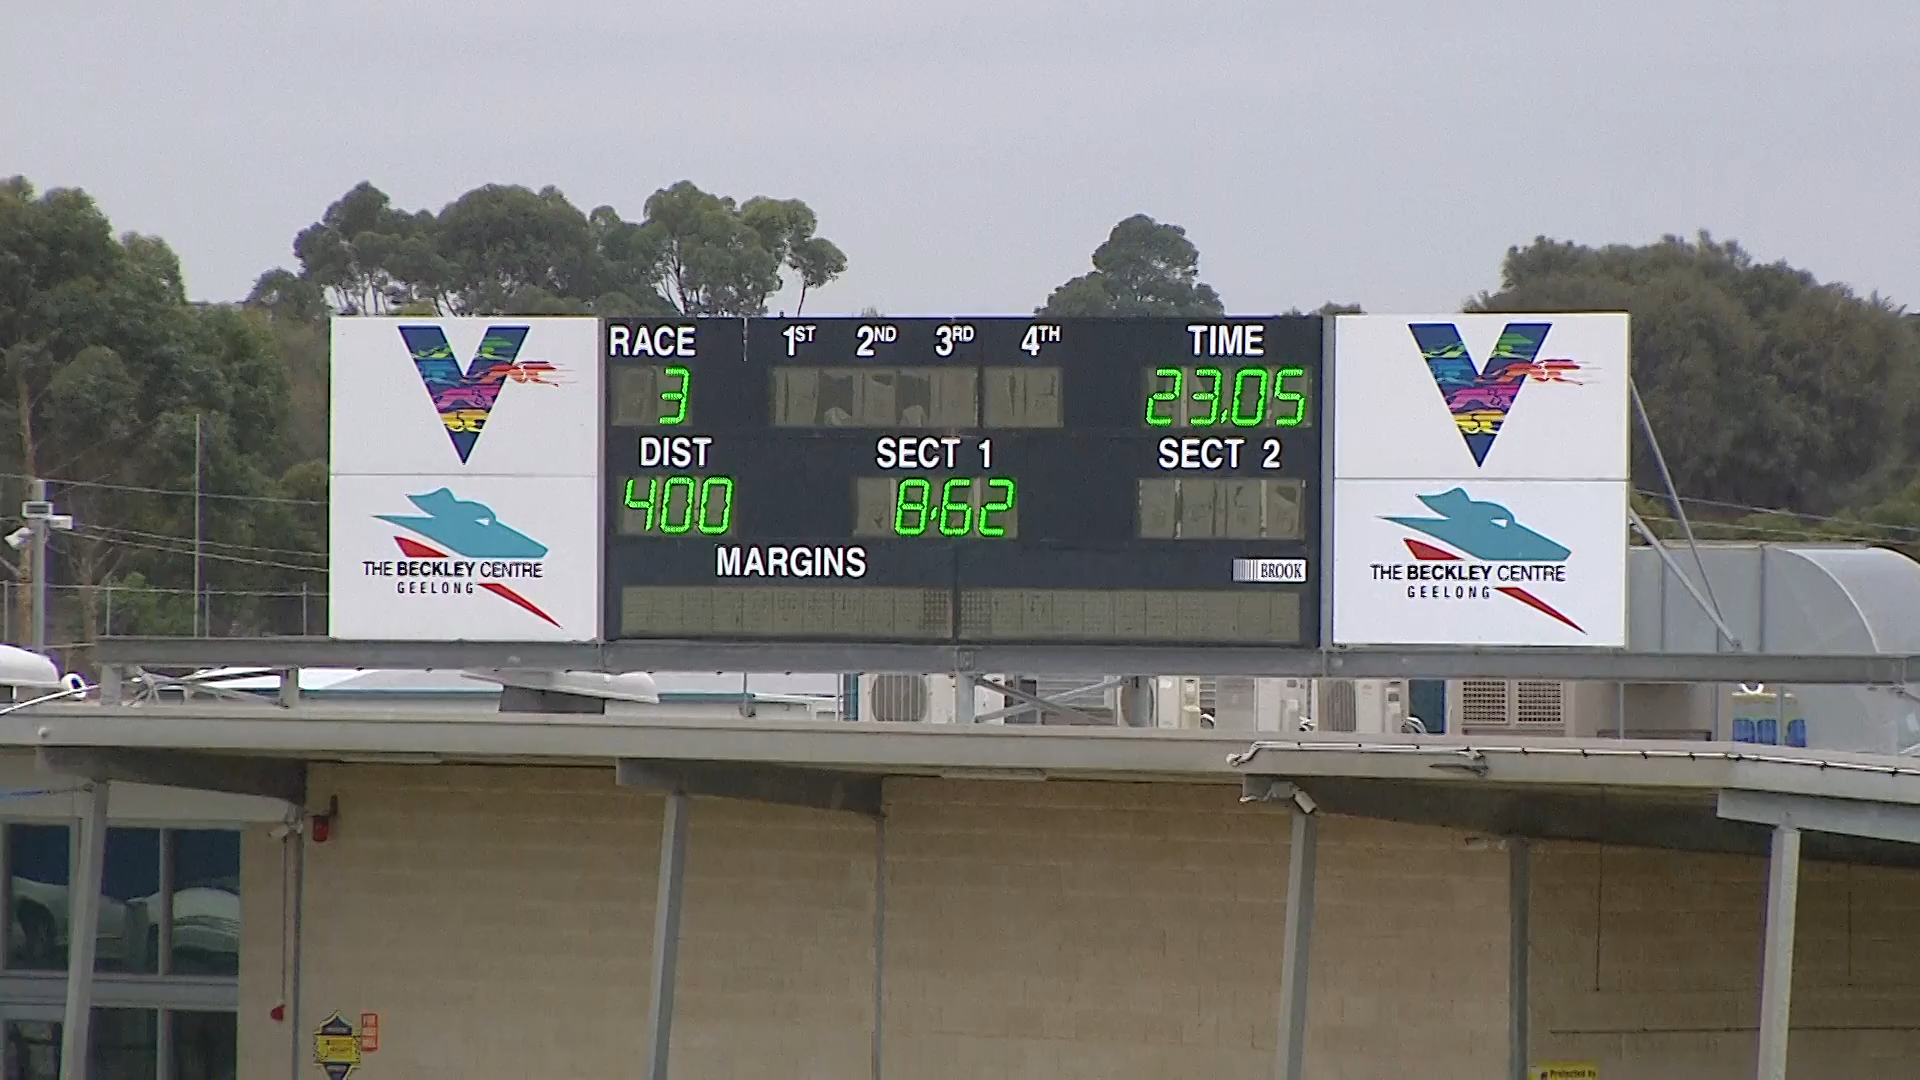 RACE 1ST 2ND 3RD 4TH TIME
3 23.05
DIST SECT 1 SECT 2
400 8.62
MARGINS
BROOK
THE BECKLEY CENTRE
GEELONG
THE BECKLEY CENTRE
GEELONG